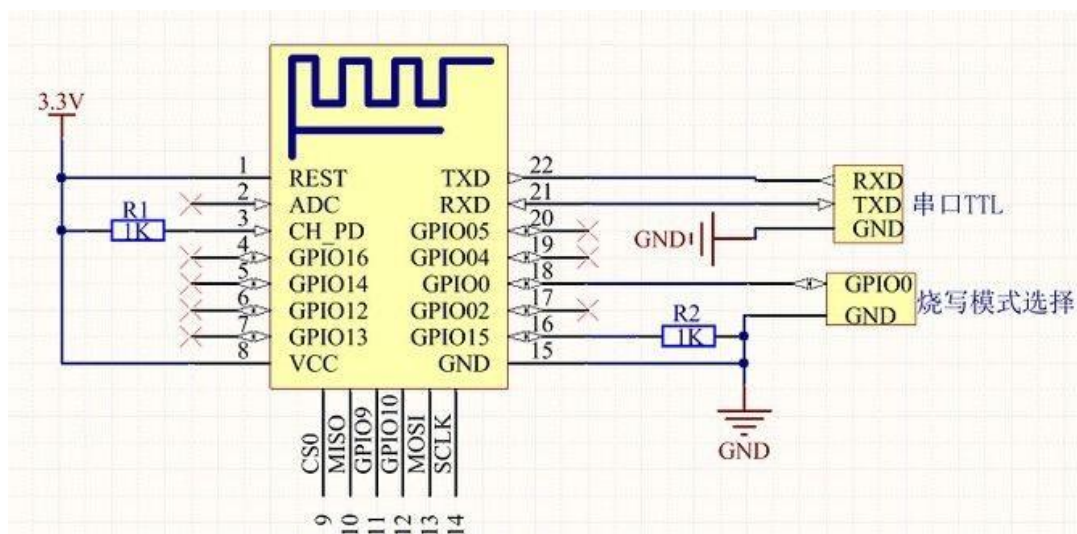 3.3V
1
REST
2
ADC
R1
1K
3
CH_PD
4
GPIO16
5
GPIO14
6
GPIO12
7
GPIO13
8
VCC
TXD
22
RXD
21
GPIO05
20
GPIO04
19
GPIO0
18
GPIO02
17
GPIO15
16
GND
15
CS0
MISO
GPIO9
GPIO10
MOSI
SCLK
9
10
11
12
13
14
RXD
TXD
GND
串口TTL
GND
GPIO0
GND
烧写模式选择
R2
1K
GND